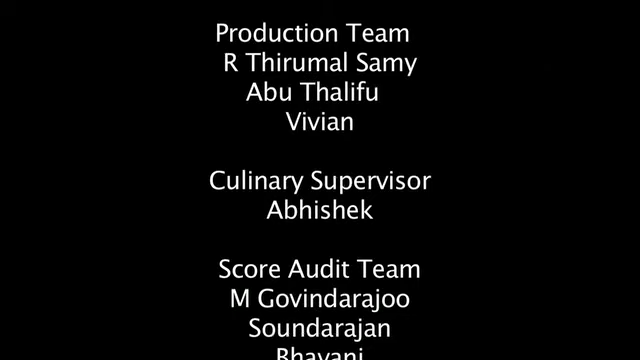 Production Team
R Thirumal Samy
Abu Thalifu
Vivian
Culinary Supervisor
Abhishek
Score Audit Team
M Govindarajoo
Soundarajan